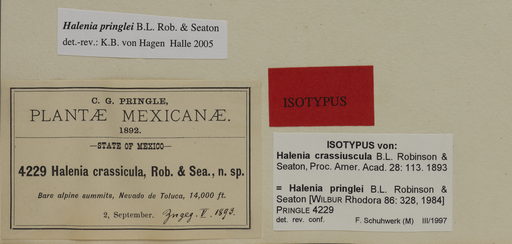 Halenia pringlei B.L. Rob. & Seaton
det.-rev.: K.B. von Hagen Halle 2005
C. G. PRINGLE,
PLANTÆ MEXICANÆ.
1892.
—STATE OF MEXICO—
4229 Halenia crassicula, Rob. & Sea., n. sp.
Bare alpine summits, Nevado de Toluca, 14,000 ft.
2, September. Zugeg. V. 1893.
ISOTYPUS
ISOTYPUS von:
Halenia crassiuscula B.L. Robinson &
Seaton, Proc. Amer. Acad. 28: 113. 1893
= Halenia pringlei B.L. Robinson &
Seaton [WILBUR Rhodora 86: 328, 1984]
PRINGLE 4229
det. rev. conf. F. Schuhwerk (M) III/1997